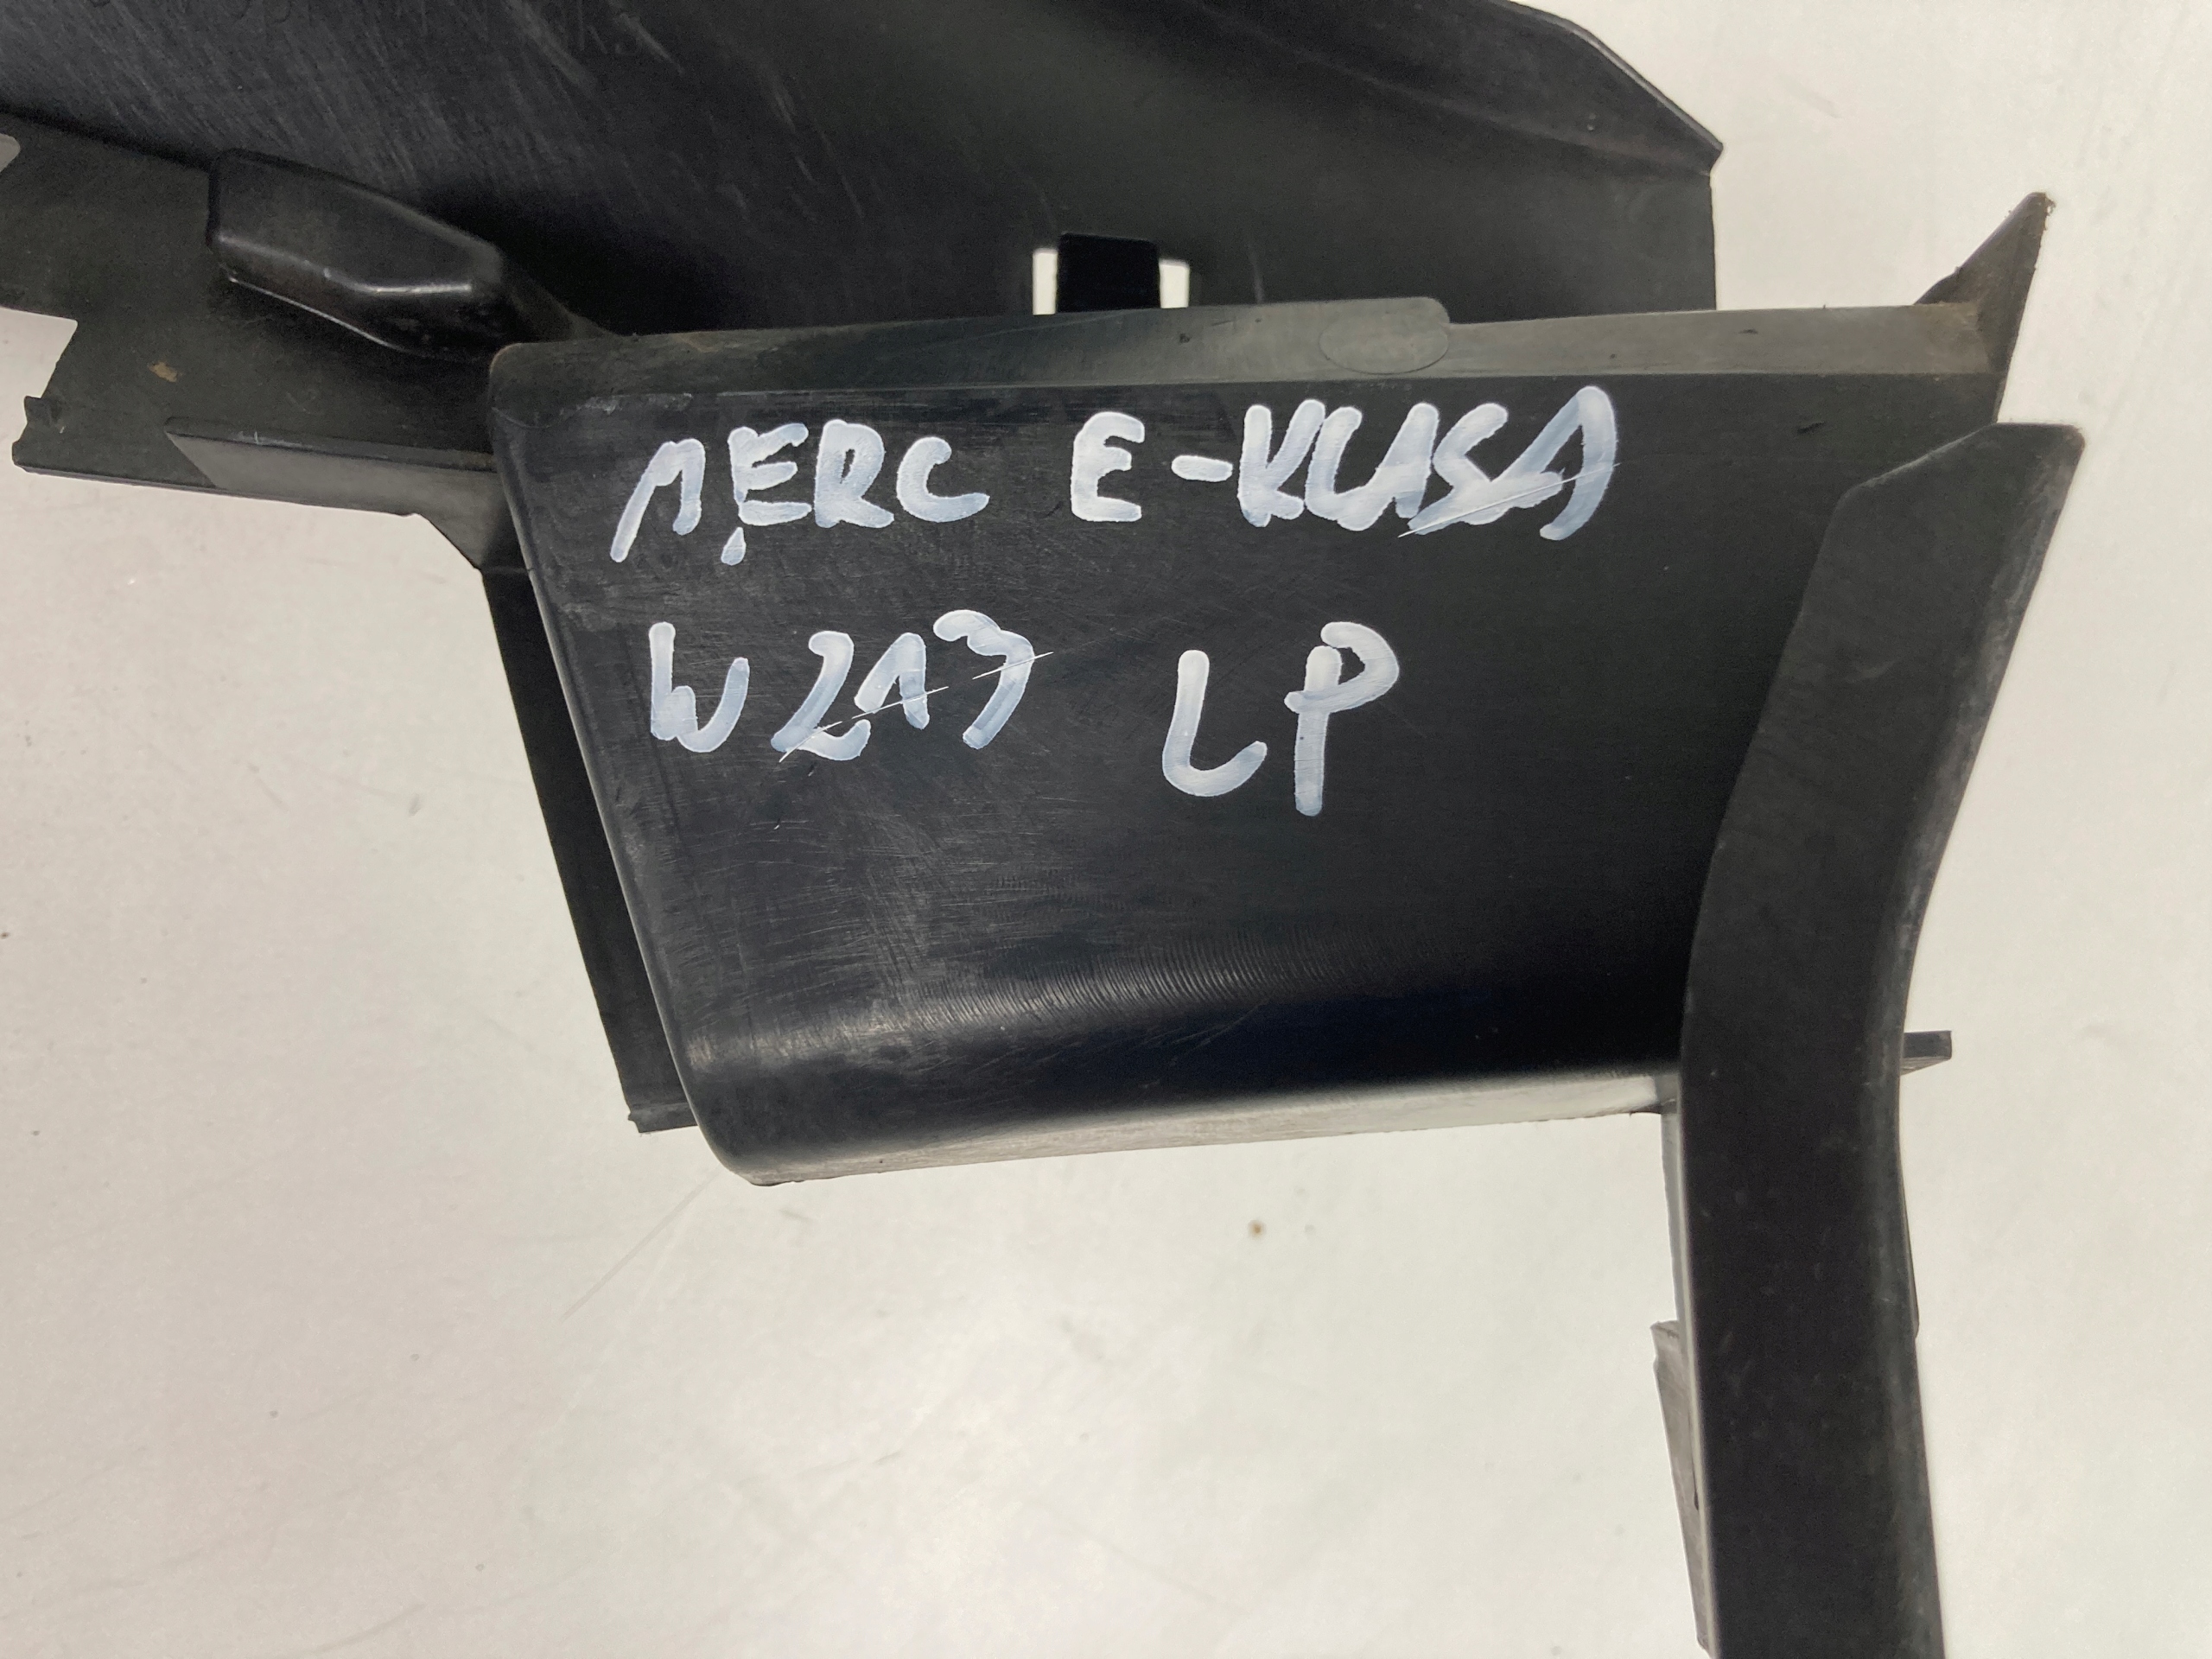 MERC E-KLASA
W213 LP